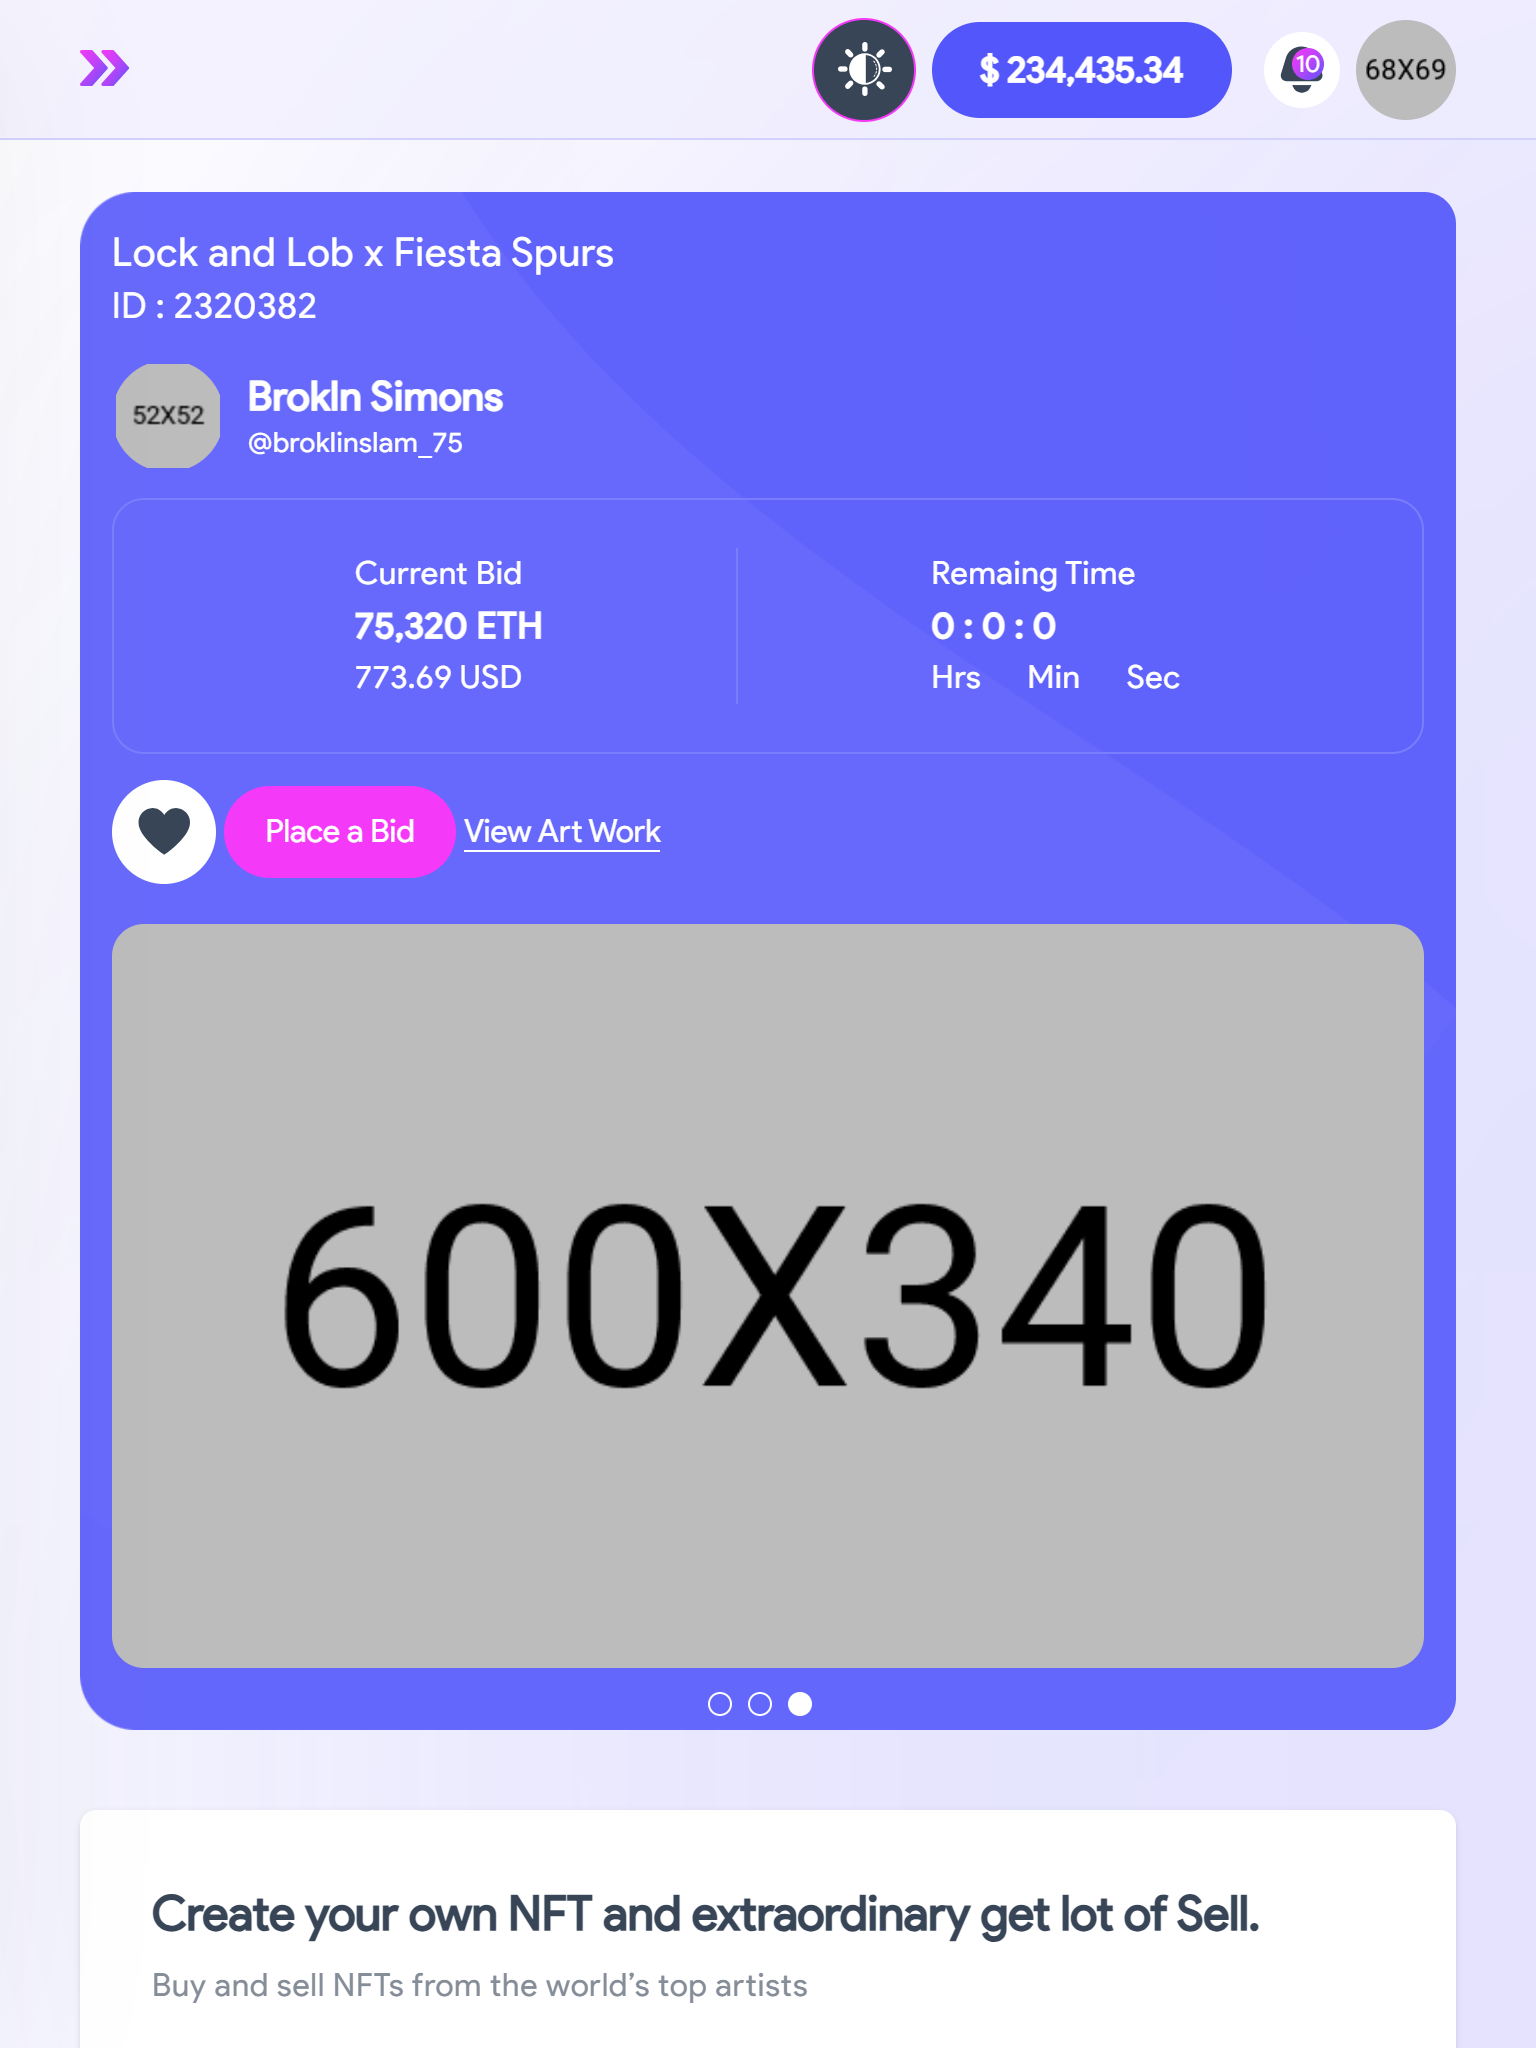 $ 234,435.34
10
68X69
Lock and Lob x Fiesta Spurs
ID : 2320382
52X52
Brokln Simons
@broklinslam_75
Current Bid
75,320 ETH
773.69 USD
Remaing Time
0 : 0 : 0
Hrs Min Sec
Place a Bid
View Art Work
600X340
Create your own NFT and extraordinary get lot of Sell.
Buy and sell NFTs from the world’s top artists